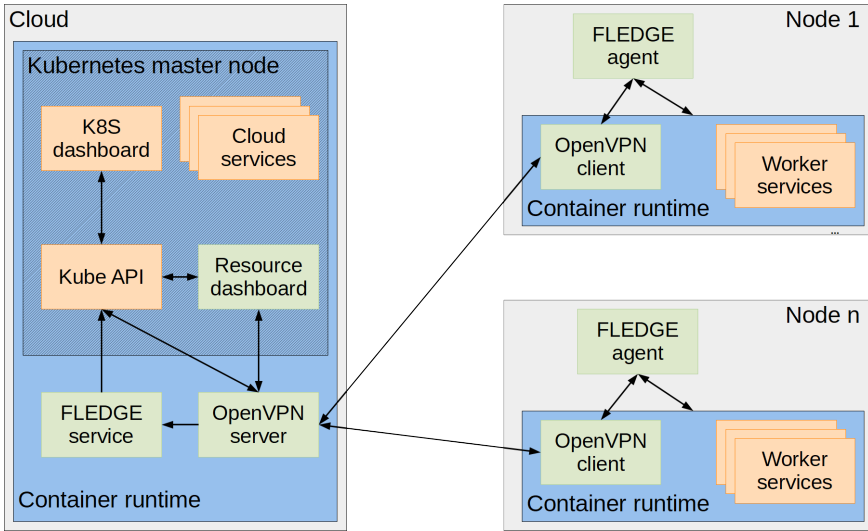 Cloud
Kubernetes master node
K8S
dashboard
Cloud
services
Kube API
Resource
dashboard
FLEDGE
service
OpenVPN
server
Container runtime
Node 1
FLEDGE
agent
OpenVPN
client
Worker
services
Container runtime
...
Node n
FLEDGE
agent
OpenVPN
client
Worker
services
Container runtime